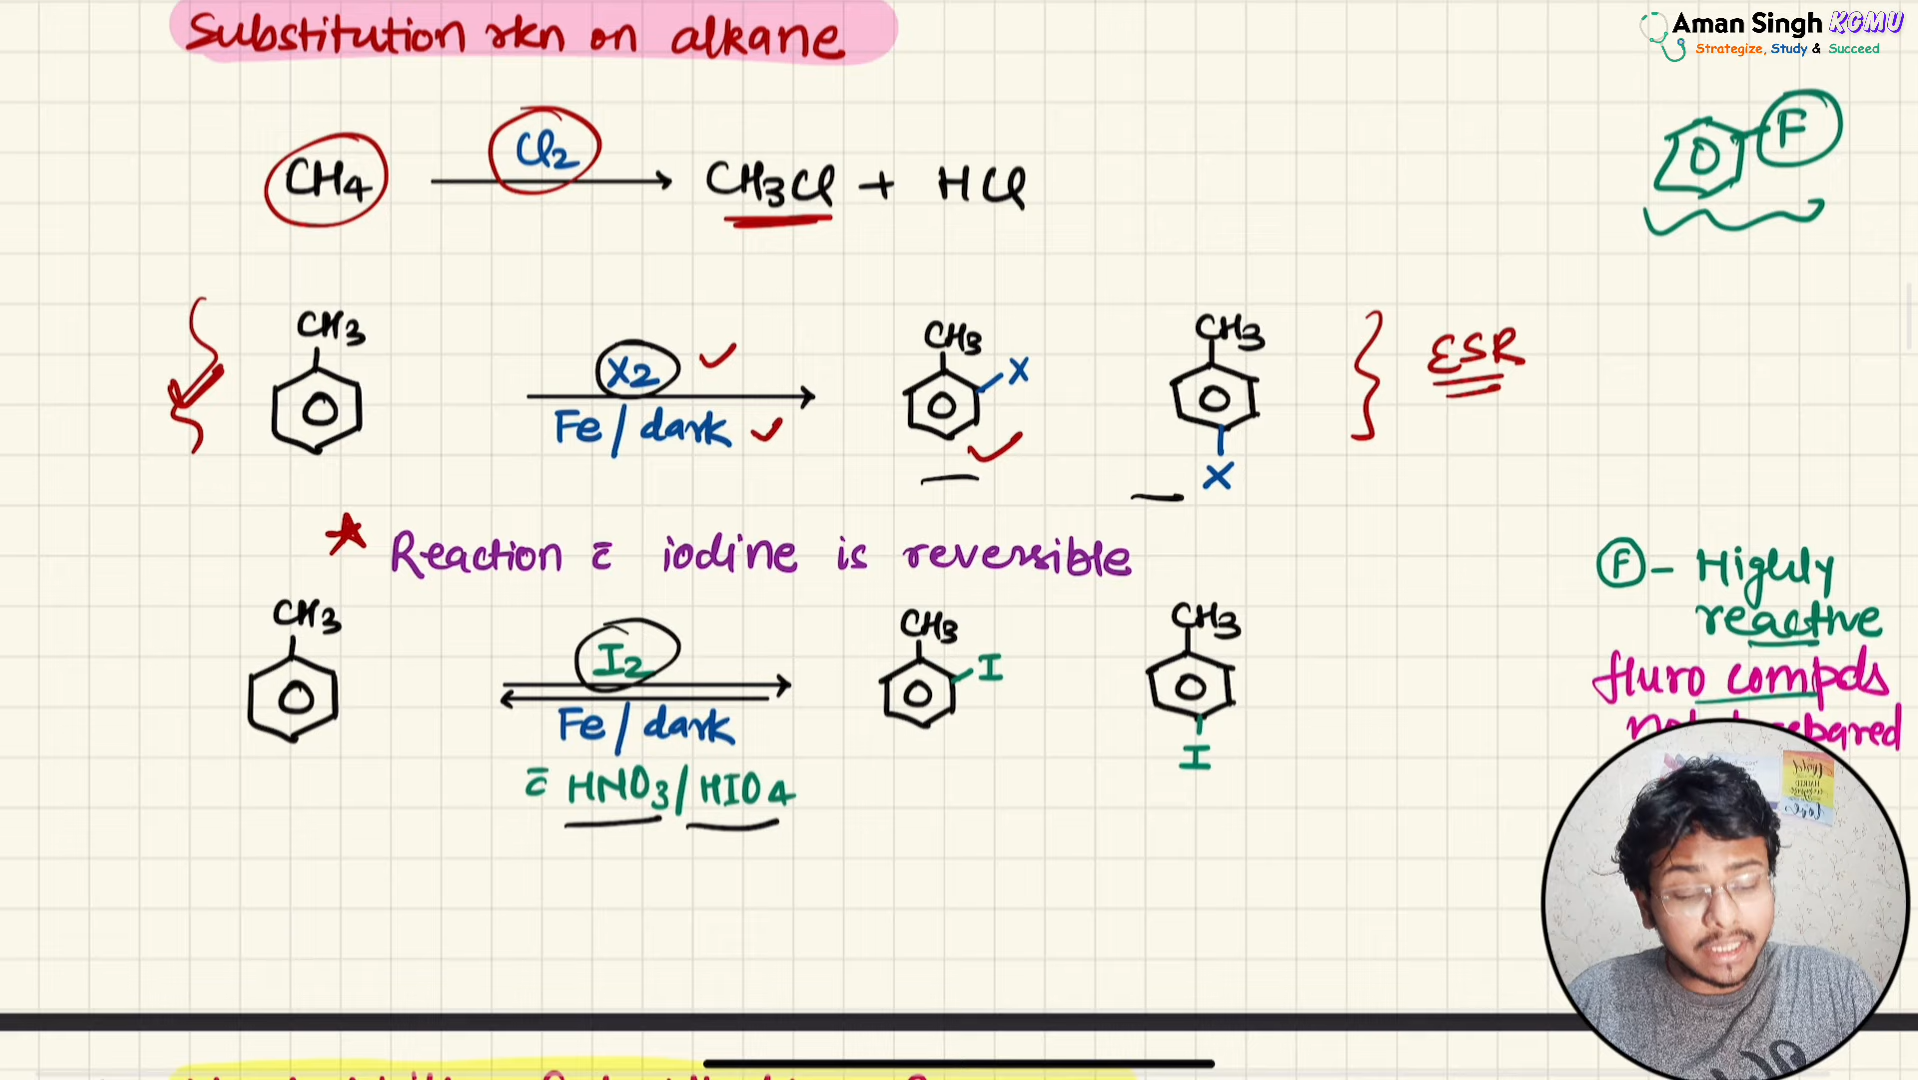 Substitution rkn on alkane
Aman Singh KGMU
Strategize, Study & Succeed
F
CH4 Cl2 CH3Cl + HCl
CH3 X2 CH3 X CH3 ESR
Fe / dark
X
★ Reaction c̄ iodine is reversible
F - Highly
reactive
fluro compds
CH3 I2 CH3 I CH3
Fe / dark
I
c̄ HNO3 / HIO4